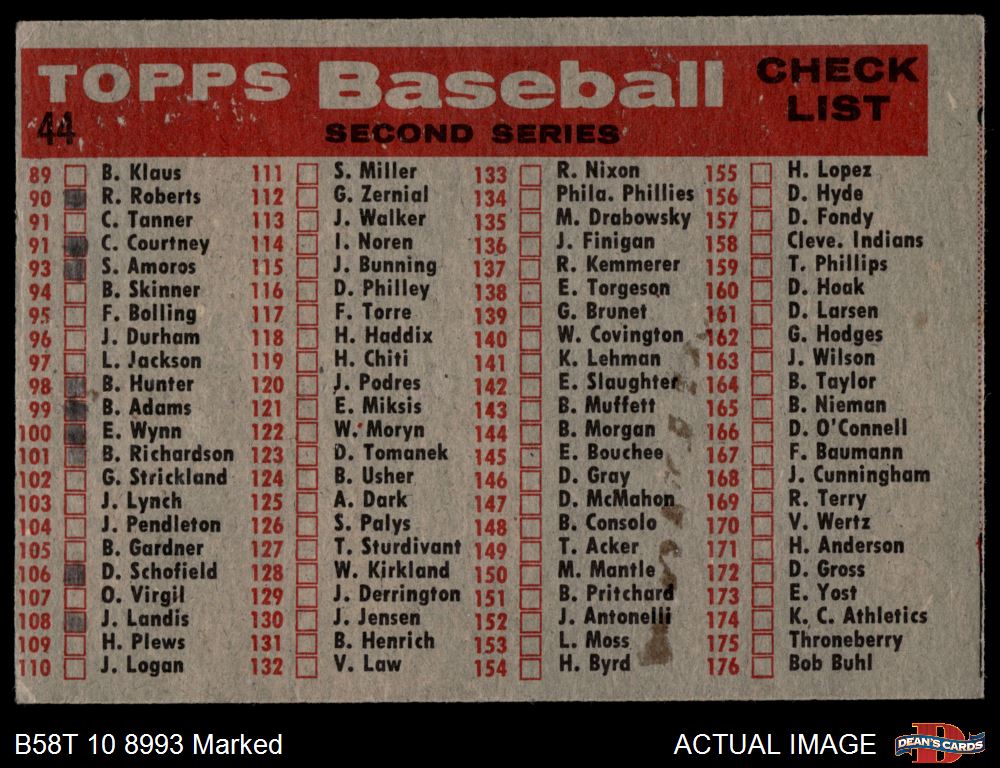 TOPPS Baseball CHECK LIST
44 SECOND SERIES
89 B. Klaus 111 S. Miller 133 R. Nixon 155 H. Lopez
90 R. Roberts 112 G. Zernial 134 Phila. Phillies 156 D. Hyde
91 C. Tanner 113 J. Walker 135 M. Drabowsky 157 D. Fondy
91 C. Courtney 114 I. Noren 136 J. Finigan 158 Cleve. Indians
93 S. Amoros 115 J. Bunning 137 R. Kemmerer 159 T. Phillips
94 B. Skinner 116 D. Philley 138 E. Torgeson 160 D. Hoak
95 F. Bolling 117 F. Torre 139 G. Brunet 161 D. Larsen
96 J. Durham 118 H. Haddix 140 W. Covington 162 G. Hodges
97 L. Jackson 119 H. Chiti 141 K. Lehman 163 J. Wilson
98 B. Hunter 120 J. Podres 142 E. Slaughter 164 B. Taylor
99 B. Adams 121 E. Miksis 143 B. Muffett 165 B. Nieman
100 E. Wynn 122 W. Moryn 144 B. Morgan 166 D. O'Connell
101 B. Richardson 123 D. Tomanek 145 E. Bouchee 167 F. Baumann
102 G. Strickland 124 B. Usher 146 D. Gray 168 J. Cunningham
103 J. Lynch 125 A. Dark 147 D. McMahon 169 R. Terry
104 J. Pendleton 126 S. Palys 148 B. Consolo 170 V. Wertz
105 B. Gardner 127 T. Sturdivant 149 T. Acker 171 H. Anderson
106 D. Schofield 128 W. Kirkland 150 M. Mantle 172 D. Gross
107 O. Virgil 129 J. Derrington 151 B. Pritchard 173 E. Yost
108 J. Landis 130 J. Jensen 152 J. Antonelli 174 K. C. Athletics
109 H. Plews 131 B. Henrich 153 L. Moss 175 Throneberry
110 J. Logan 132 V. Law 154 H. Byrd 176 Bob Buhl
B58T 10 8993 Marked ACTUAL IMAGE DEAN'S CARDS